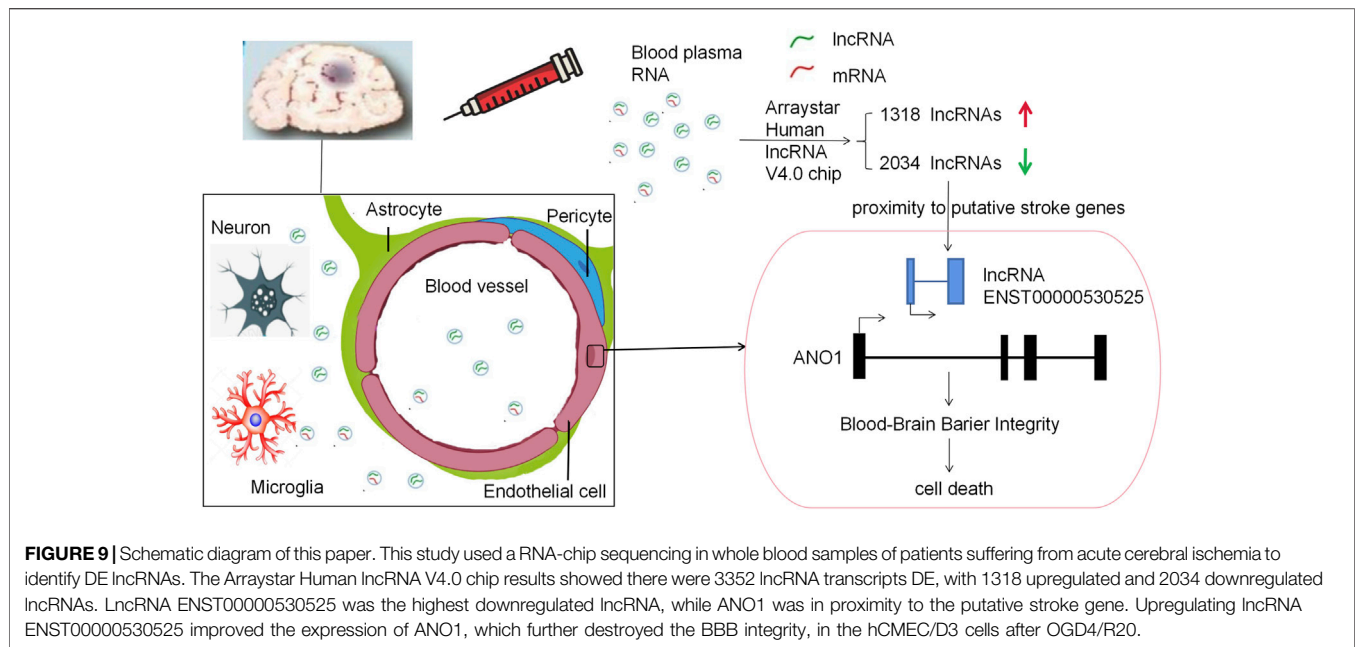 lncRNA
mRNA
Blood plasma
RNA
Arraystar
Human
lncRNA
V4.0 chip
1318 lncRNAs
2034 lncRNAs
proximity to putative stroke genes
Neuron
Astrocyte
Pericyte
Blood vessel
Microglia
Endothelial cell
lncRNA
ENST00000530525
ANO1
Blood-Brain Barier Integrity
cell death
FIGURE 9 | Schematic diagram of this paper. This study used a RNA-chip sequencing in whole blood samples of patients suffering from acute cerebral ischemia to
identify DE lncRNAs. The Arraystar Human lncRNA V4.0 chip results showed there were 3352 lncRNA transcripts DE, with 1318 upregulated and 2034 downregulated
lncRNAs. LncRNA ENST00000530525 was the highest downregulated lncRNA, while ANO1 was in proximity to the putative stroke gene. Upregulating lncRNA
ENST00000530525 improved the expression of ANO1, which further destroyed the BBB integrity, in the hCMEC/D3 cells after OGD4/R20.